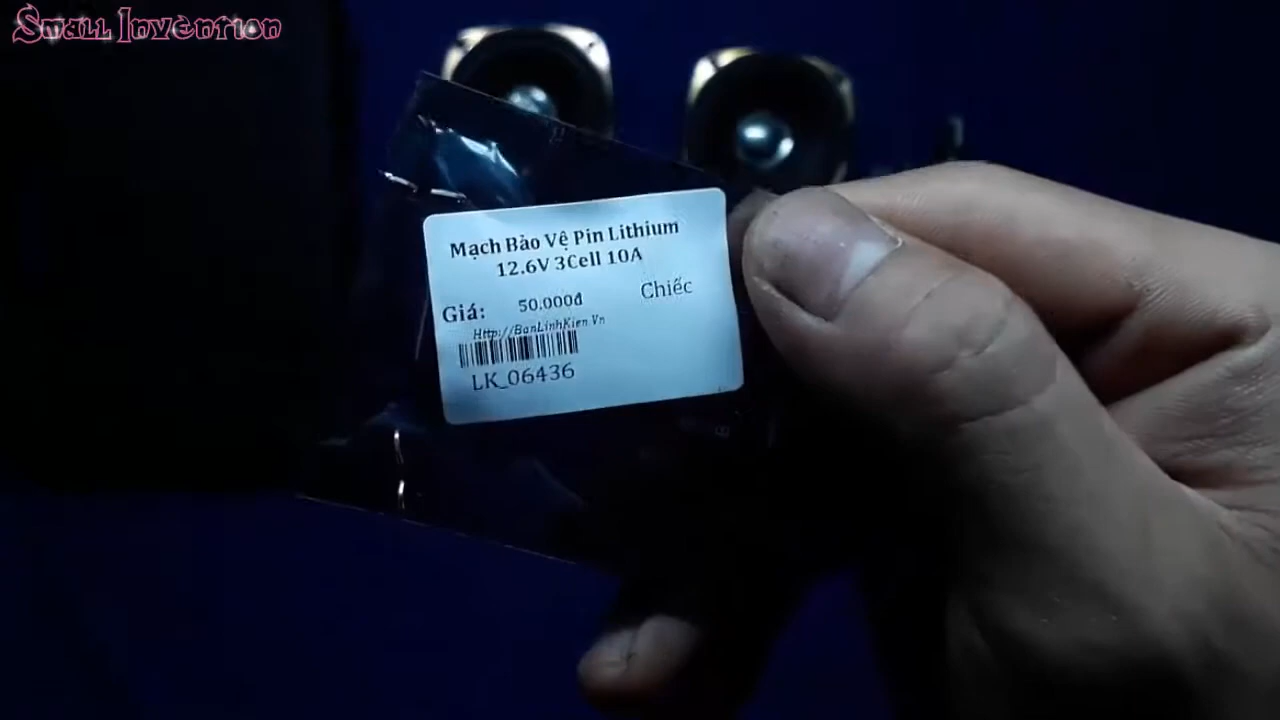 Small Invention
Mạch Bảo Vệ Pin Lithium
12.6V 3Cell 10A
Giá: 50.000đ Chiếc
Http://BanLinhKien.Vn
LK_06436